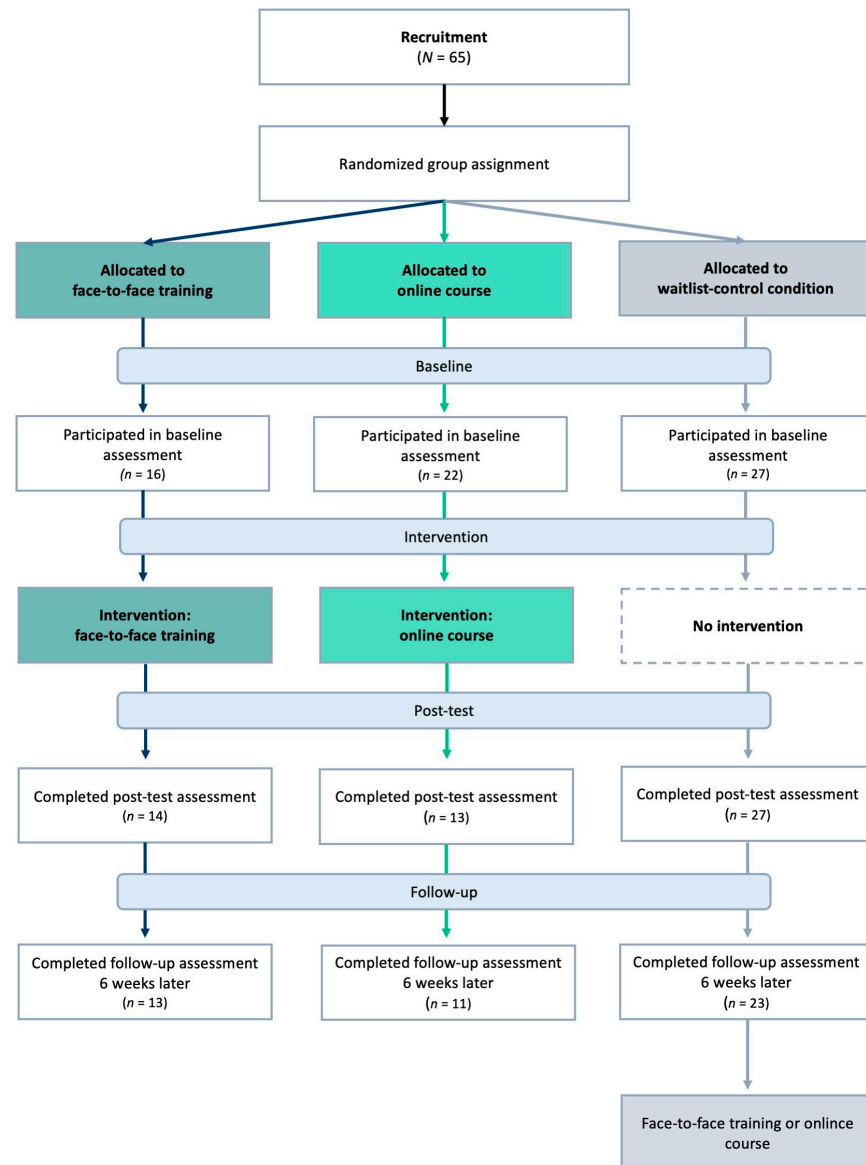 Recruitment
(N = 65)
Randomized group assignment
Allocated to
face-to-face training
Allocated to
online course
Allocated to
waitlist-control condition
Baseline
Participated in baseline
assessment
(n = 16)
Participated in baseline
assessment
(n = 22)
Participated in baseline
assessment
(n = 27)
Intervention
Intervention:
face-to-face training
Intervention:
online course
No intervention
Post-test
Completed post-test assessment
(n = 14)
Completed post-test assessment
(n = 13)
Completed post-test assessment
(n = 27)
Follow-up
Completed follow-up assessment
6 weeks later
(n = 13)
Completed follow-up assessment
6 weeks later
(n = 11)
Completed follow-up assessment
6 weeks later
(n = 23)
Face-to-face training or onlince
course